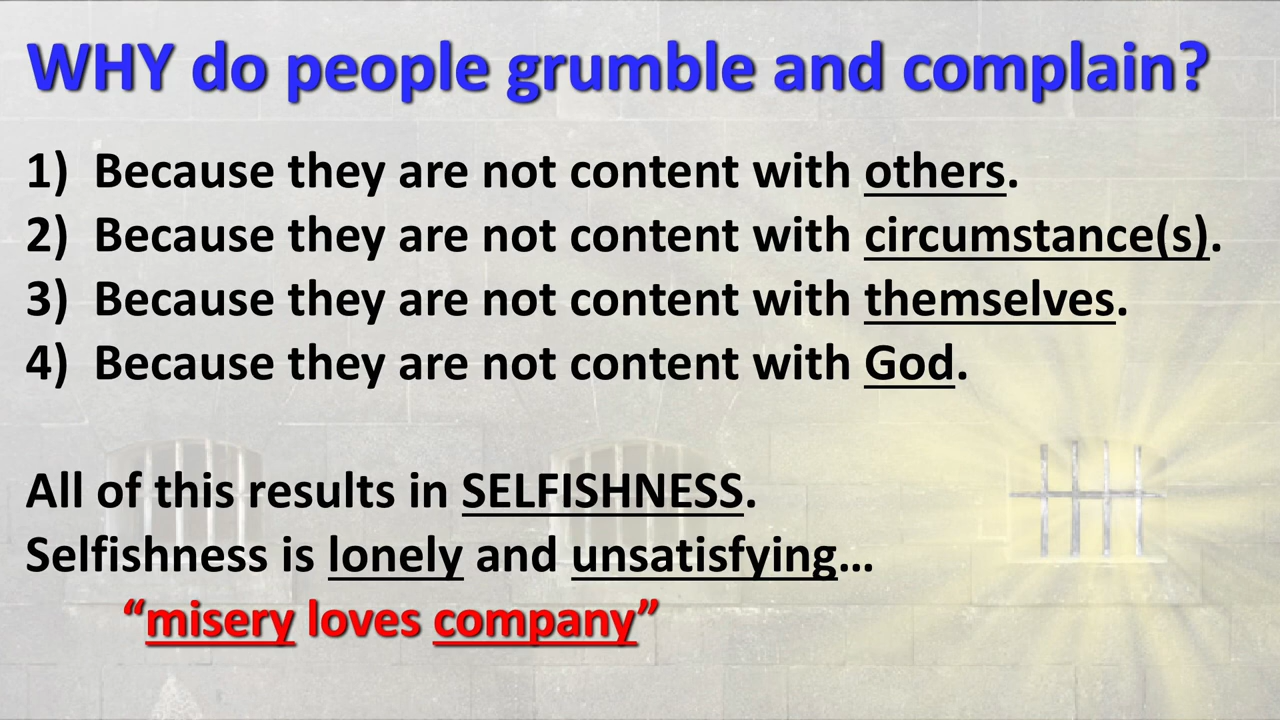 WHY do people grumble and complain?
1) Because they are not content with others.
2) Because they are not content with circumstance(s).
3) Because they are not content with themselves.
4) Because they are not content with God.
All of this results in SELFISHNESS.
Selfishness is lonely and unsatisfying…
“misery loves company”